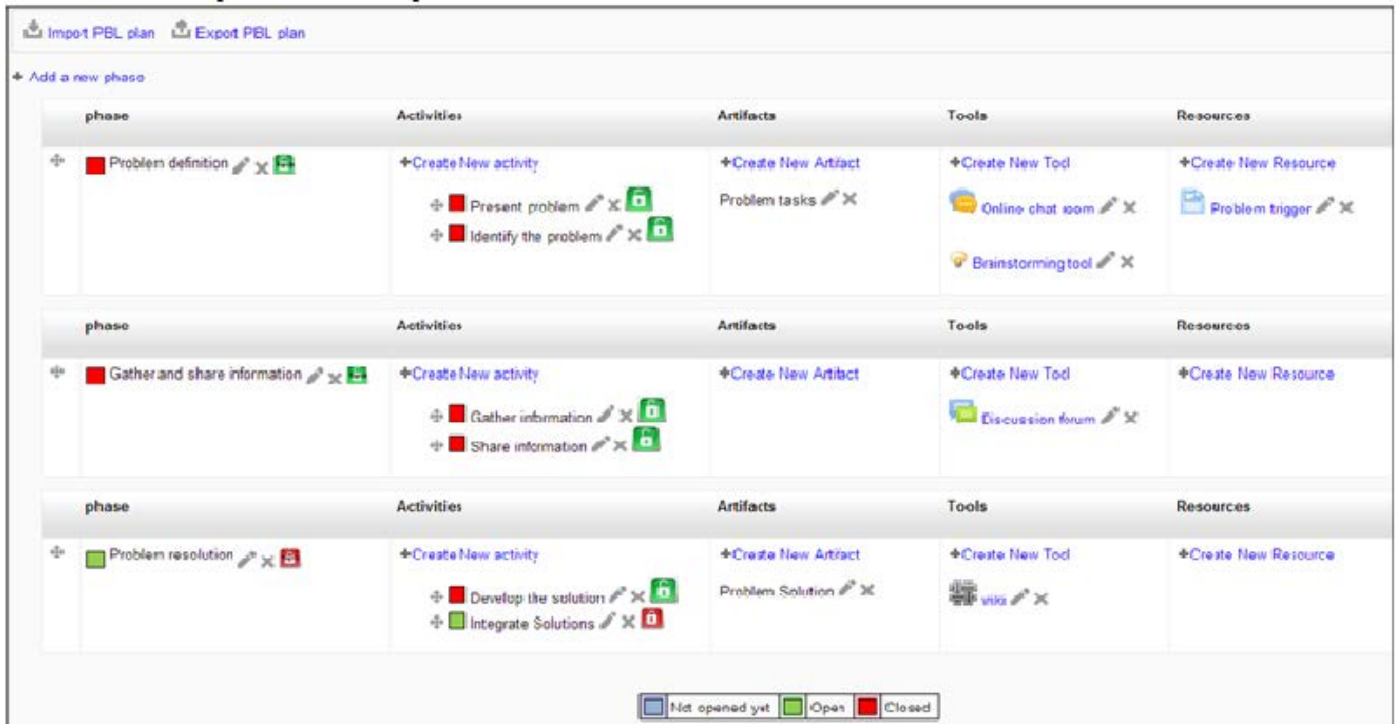 Import PBL plan Export PBL plan
Add a new phase
phase Activities Artifacts Tools Resources
Problem definition +Create New activity +Create New Artifact +Create New Tool +Create New Resource
Present problem Problem tasks Online chat room Problem trigger
Identify the problem
Brainstorming tool
phase Activities Artifacts Tools Resources
Gather and share information +Create New activity +Create New Artifact +Create New Tool +Create New Resource
Gather information Discussion forum
Share information
phase Activities Artifacts Tools Resources
Problem resolution +Create New activity +Create New Artifact +Create New Tool +Create New Resource
Develop the solution Problem Solution wiki
Integrate Solutions
Not opened yet Open Closed